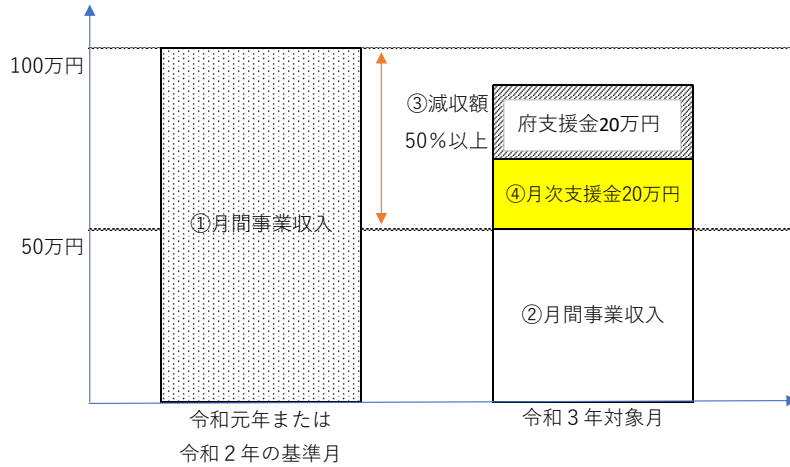 100万円
③減収額
50％以上
府支援金20万円
④月次支援金20万円
①月間事業収入
50万円
②月間事業収入
令和元年または
令和２年の基準月
令和３年対象月